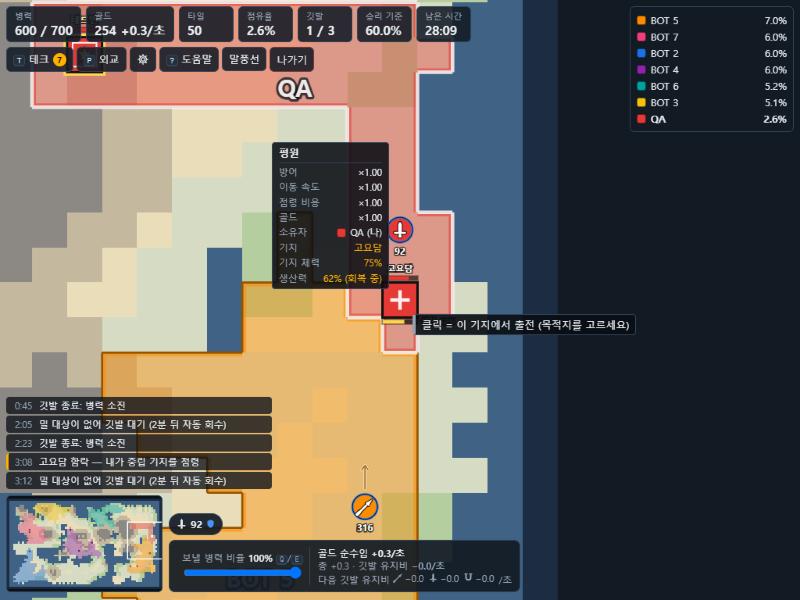 병력
600 / 700
골드
254 +0.3/초
타일
50
점유율
2.6%
깃발
1 / 3
승리 기준
60.0%
남은 시간
28:09
T 테크 7
P 외교
? 도움말
말풍선
나가기
BOT 5 7.0%
BOT 7 6.0%
BOT 2 6.0%
BOT 4 6.0%
BOT 6 5.2%
BOT 3 5.1%
QA 2.6%
QA
평원
방어 ×1.00
이동 속도 ×1.00
점령 비용 ×1.00
골드 ×1.00
소유자 QA (나)
기지 고요담
기지 체력 75%
생산력 62% (회복 중)
92
고요담
클릭 = 이 기지에서 출전 (목적지를 고르세요)
0:45 깃발 종료: 병력 소진
2:05 밀 대상이 없어 깃발 대기 (2분 뒤 자동 회수)
2:23 깃발 종료: 병력 소진
3:08 고요담 함락 — 내가 중립 기지를 점령
3:12 밀 대상이 없어 깃발 대기 (2분 뒤 자동 회수)
316
92
보낼 병력 비율 100% Q / E
골드 순수입 +0.3/초
총 +0.3 · 깃발 유지비 −0.0/초
다음 깃발 유지비 −0.0 −0.0 −0.0 /초
BOT 5